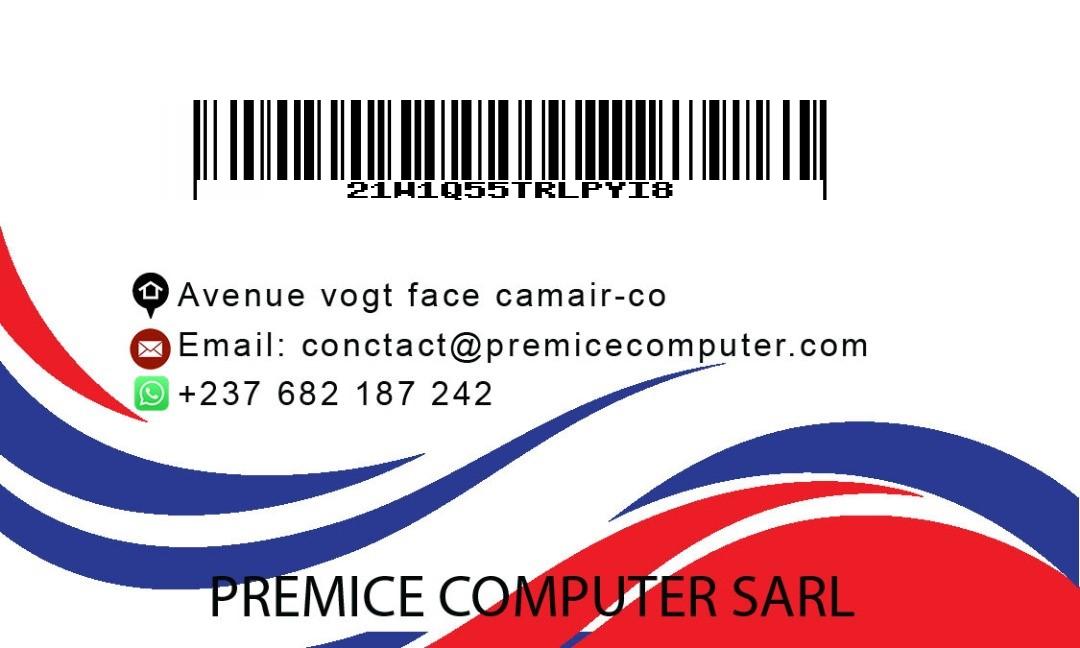 21W1Q55TRLPYI8
Avenue vogt face camair-co
Email: conctact@premicecomputer.com
+237 682 187 242
PREMICE COMPUTER SARL